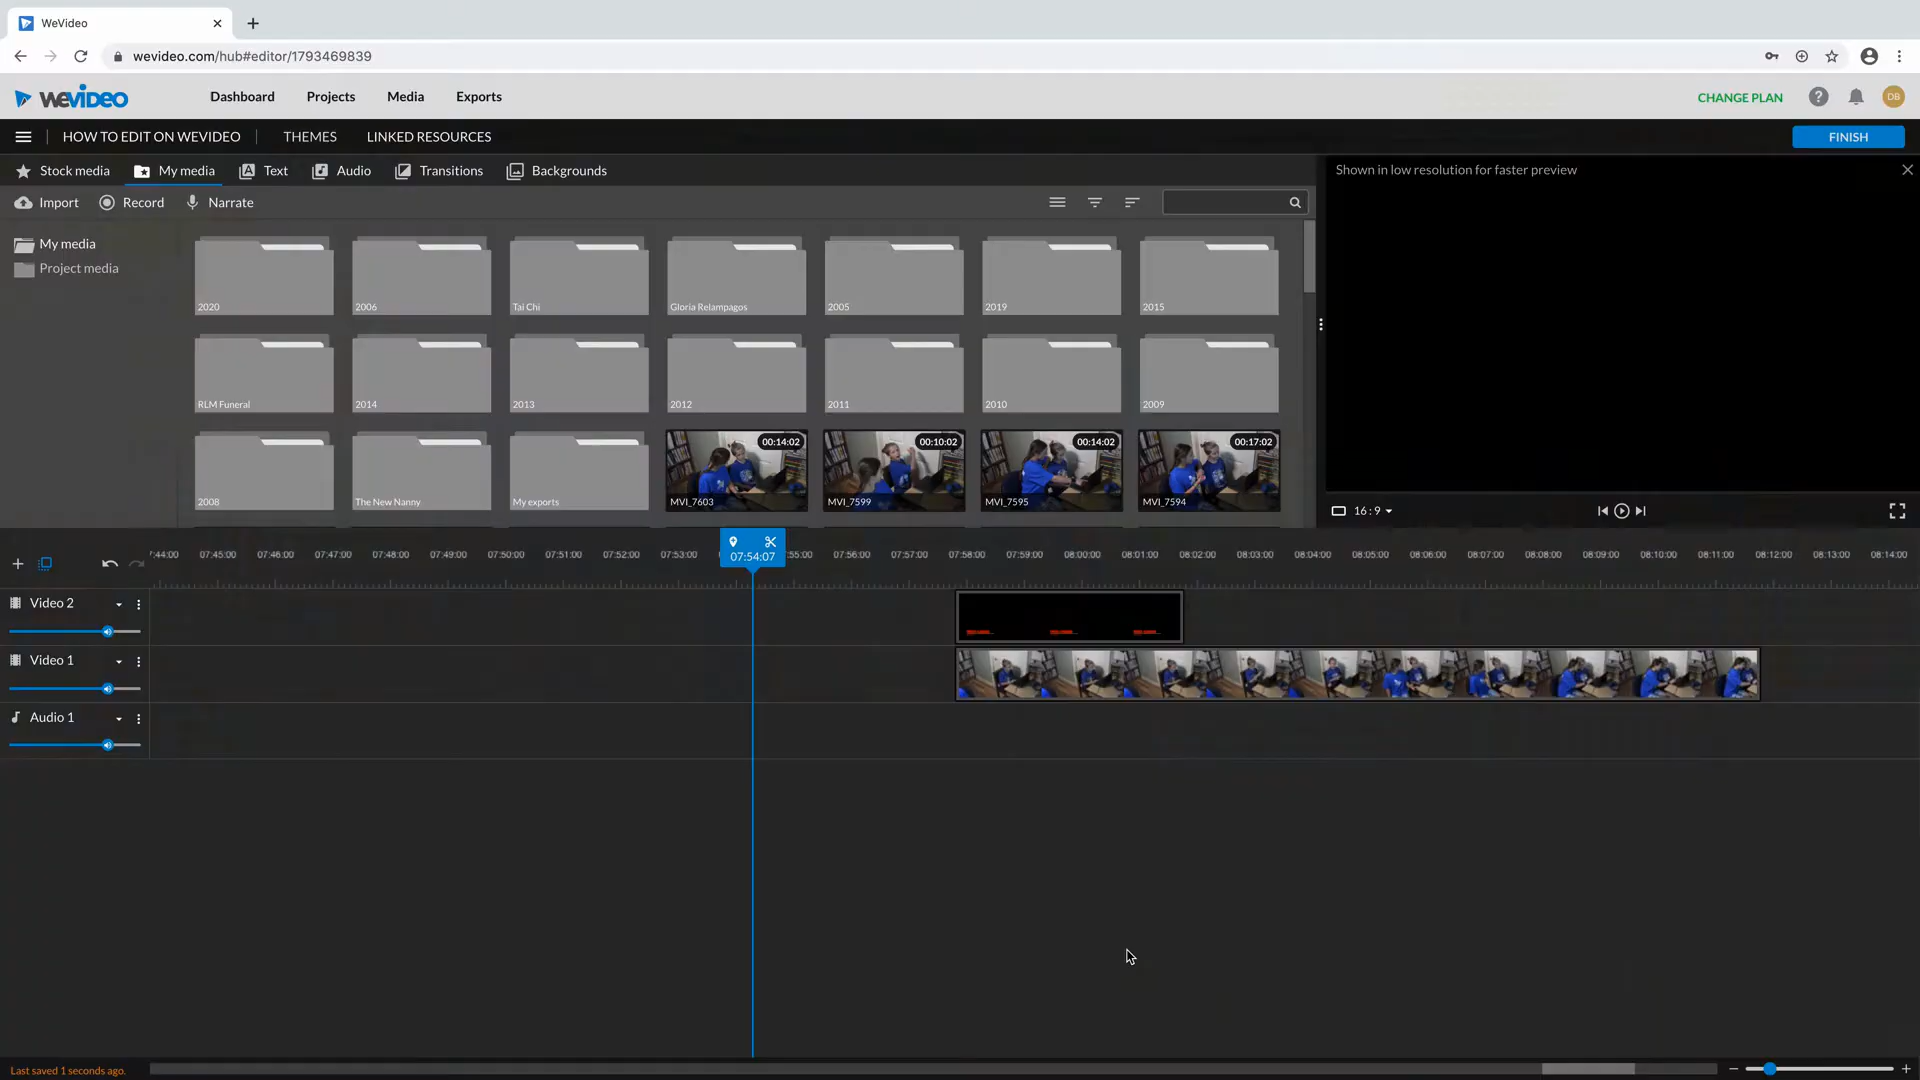 WeVideo
wevideo.com/hub#editor/1793469839
WEVIDEO
Dashboard
Projects
Media
Exports
CHANGE PLAN
DB
HOW TO EDIT ON WEVIDEO
THEMES
LINKED RESOURCES
FINISH
Stock media
My media
Text
Audio
Transitions
Backgrounds
Shown in low resolution for faster preview
Import
Record
Narrate
My media
Project media
2020
2006
Tai Chi
Gloria Relampagos
2005
2019
2015
RLM Funeral
2014
2013
2012
2011
2010
2009
00:14:02
00:10:02
00:14:02
00:17:02
2008
The New Nanny
My exports
MVI_7603
MVI_7599
MVI_7595
MVI_7594
16:9
07:54:07
:44:00 07:45:00 07:46:00 07:47:00 07:48:00 07:49:00 07:50:00 07:51:00 07:52:00 07:53:00 55:00 07:56:00 07:57:00 07:58:00 07:59:00 08:00:00 08:01:00 08:02:00 08:03:00 08:04:00 08:05:00 08:06:00 08:07:00 08:08:00 08:09:00 08:10:00 08:11:00 08:12:00 08:13:00 08:14:00
Video 2
Video 1
Audio 1
Last saved 1 seconds ago.